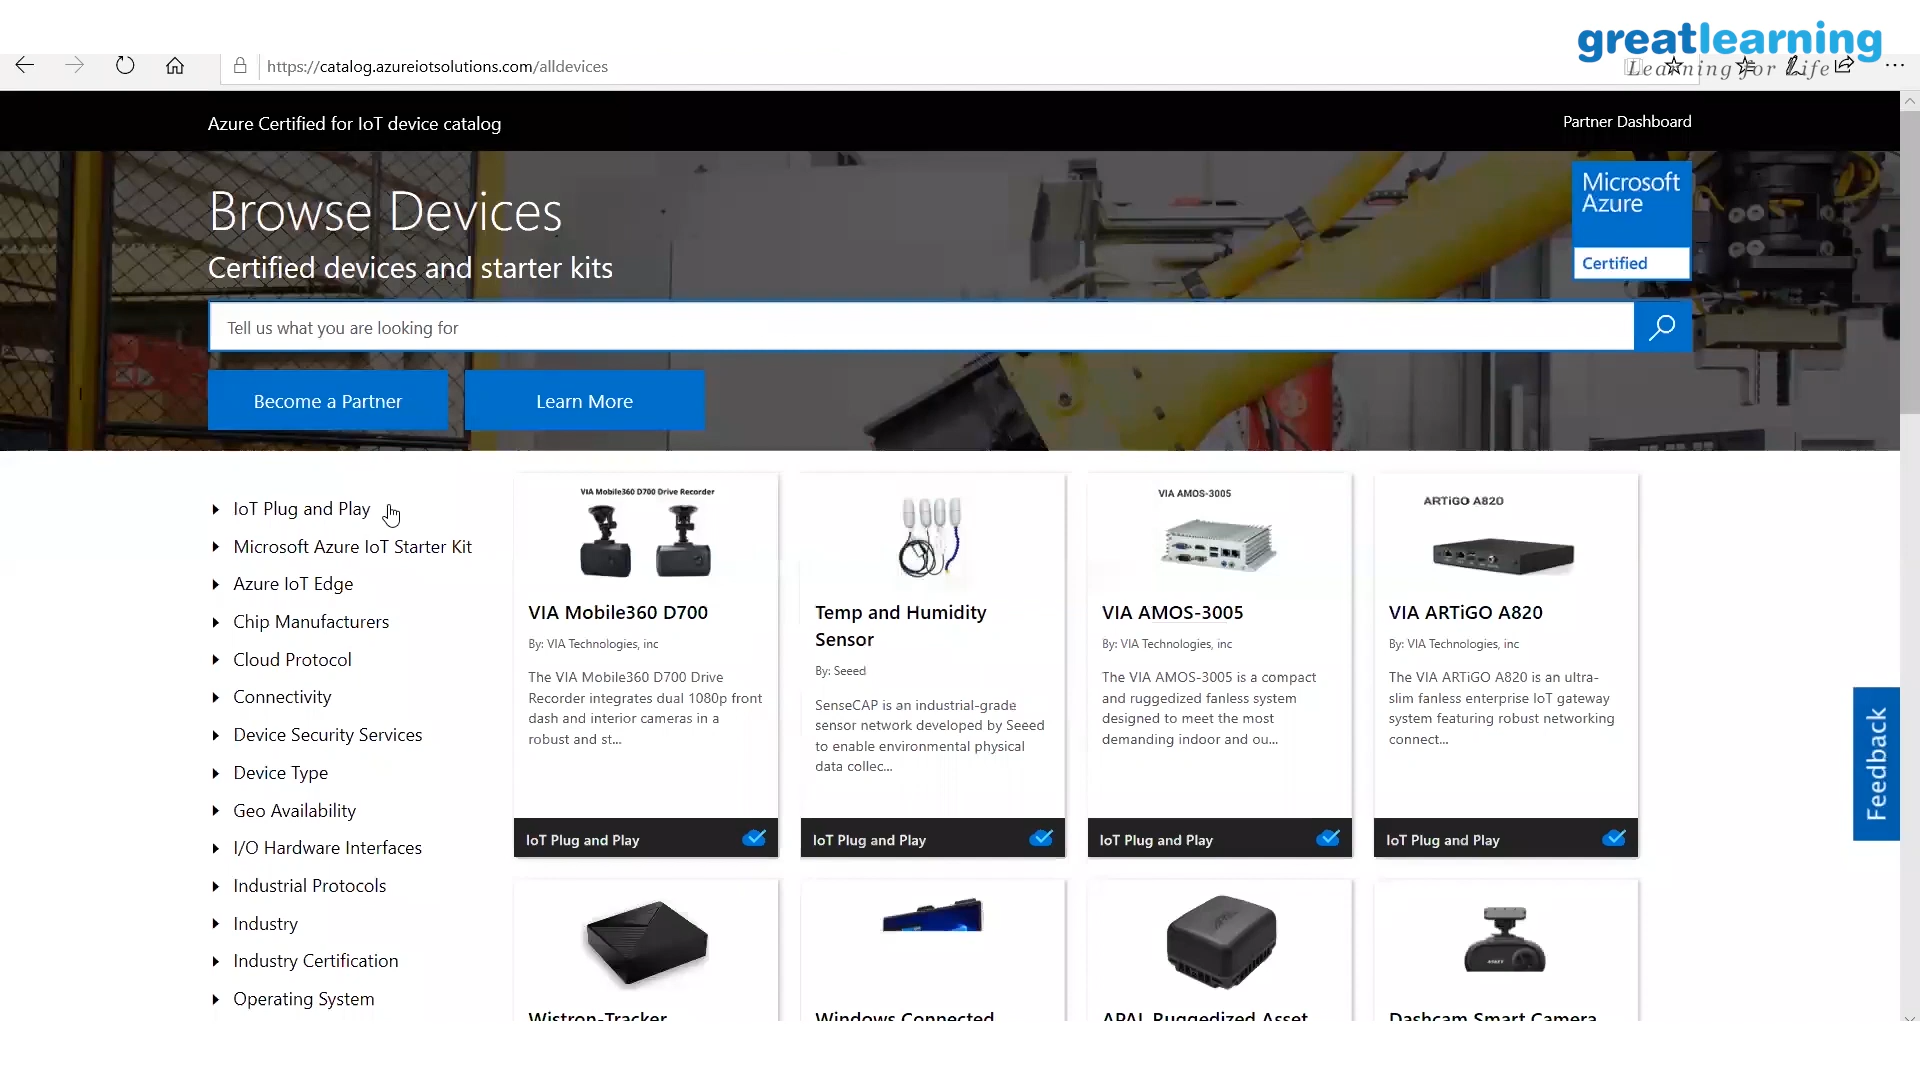 greatlearning
Learning for Life
https://catalog.azureiotsolutions.com/alldevices
Azure Certified for IoT device catalog
Partner Dashboard
Browse Devices
Certified devices and starter kits
Microsoft
Azure
Certified
Tell us what you are looking for
Become a Partner
Learn More
IoT Plug and Play
Microsoft Azure IoT Starter Kit
Azure IoT Edge
Chip Manufacturers
Cloud Protocol
Connectivity
Device Security Services
Device Type
Geo Availability
I/O Hardware Interfaces
Industrial Protocols
Industry
Industry Certification
Operating System
VIA Mobile360 D700 Drive Recorder
VIA Mobile360 D700
By: VIA Technologies, inc
The VIA Mobile360 D700 Drive
Recorder integrates dual 1080p front
dash and interior cameras in a
robust and st...
IoT Plug and Play
Temp and Humidity
Sensor
By: Seeed
SenseCAP is an industrial-grade
sensor network developed by Seeed
to enable environmental physical
data collec...
IoT Plug and Play
VIA AMOS-3005
VIA AMOS-3005
By: VIA Technologies, inc
The VIA AMOS-3005 is a compact
and ruggedized fanless system
designed to meet the most
demanding indoor and ou...
IoT Plug and Play
ARTiGO A820
VIA ARTiGO A820
By: VIA Technologies, inc
The VIA ARTiGO A820 is an ultra-
slim fanless enterprise IoT gateway
system featuring robust networking
connect...
IoT Plug and Play
Feedback
Wistron-Tracker
Windows Connected
APAL Ruggedized Asset
Dashcam Smart Camera